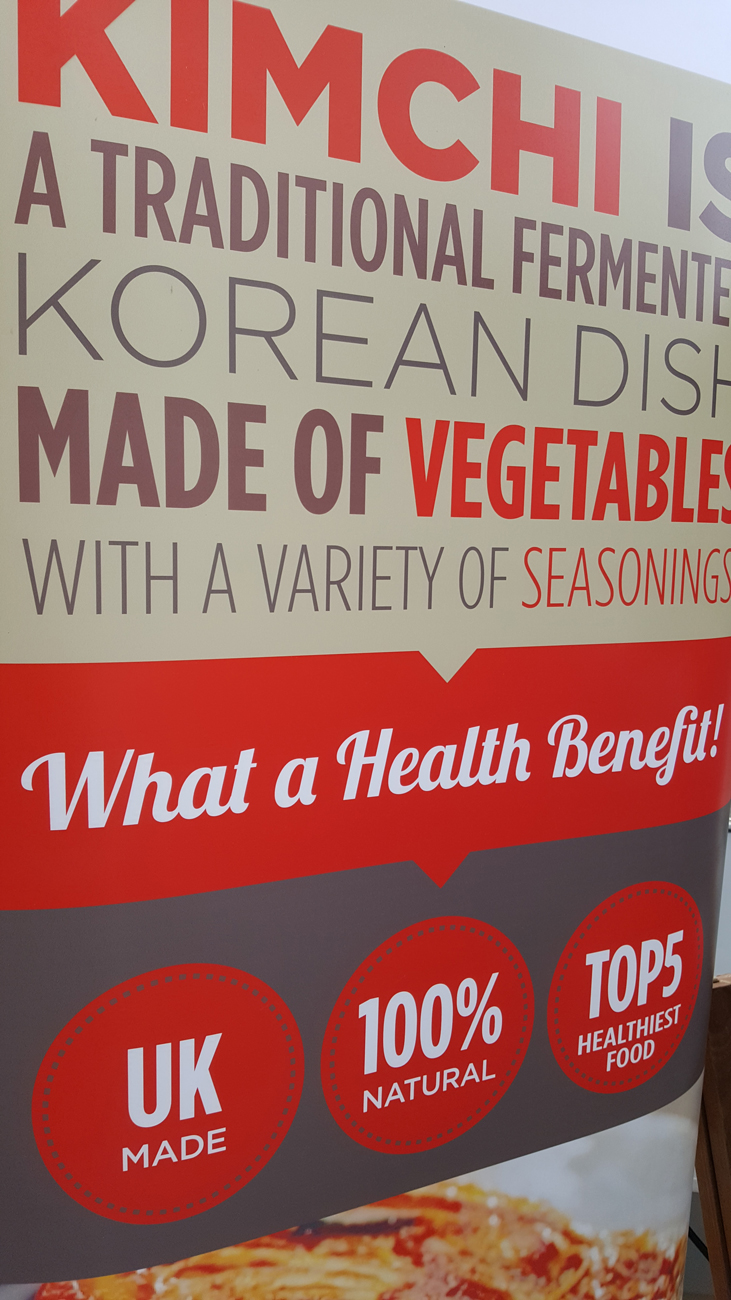 KIMCHI IS
A TRADITIONAL FERMENTE
KOREAN DISH
MADE OF VEGETABLES
WITH A VARIETY OF SEASONINGS
What a Health Benefit!
UK
MADE
100%
NATURAL
TOP5
HEALTHIEST
FOOD